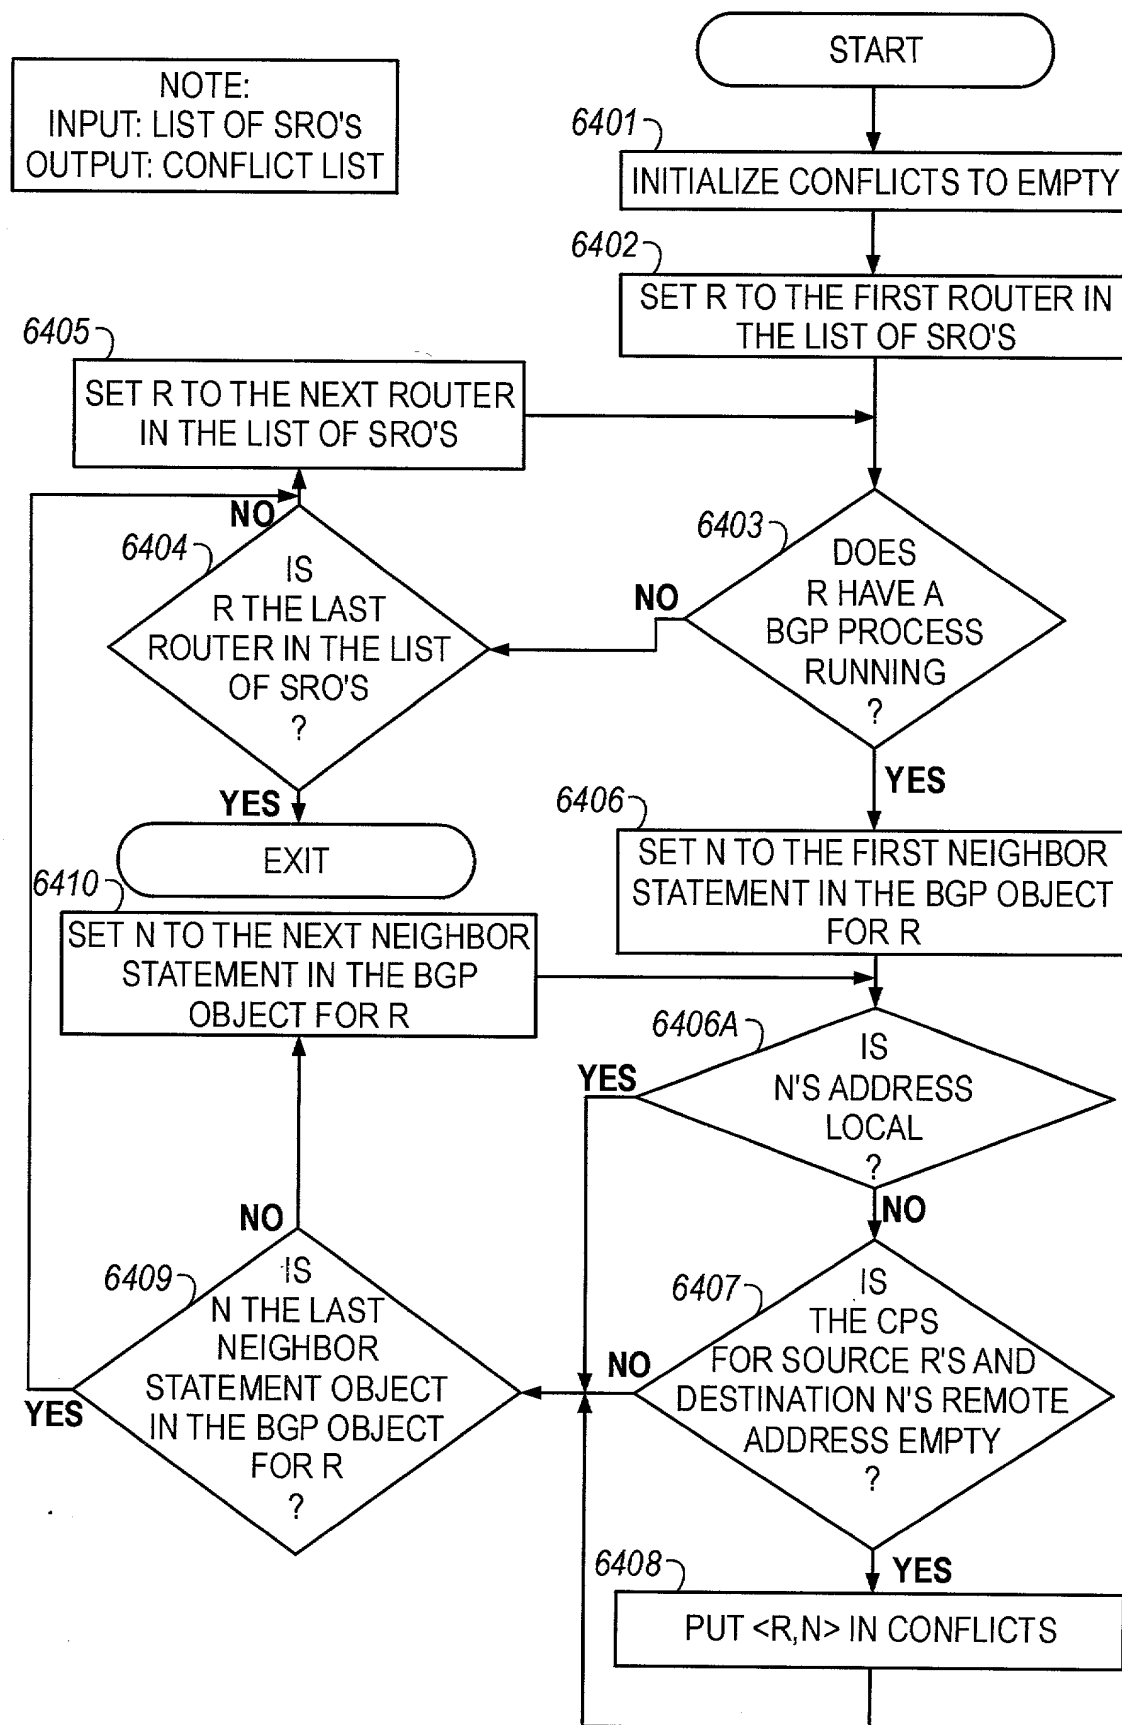 START
NOTE:
INPUT: LIST OF SRO'S
OUTPUT: CONFLICT LIST
6401
INITIALIZE CONFLICTS TO EMPTY
6402
SET R TO THE FIRST ROUTER IN
THE LIST OF SRO'S
6405
SET R TO THE NEXT ROUTER
IN THE LIST OF SRO'S
NO
6404
IS
R THE LAST
ROUTER IN THE LIST
OF SRO'S
?
YES
EXIT
6403
DOES
R HAVE A
BGP PROCESS
RUNNING
?
NO
YES
6406
SET N TO THE FIRST NEIGHBOR
STATEMENT IN THE BGP OBJECT
FOR R
6410
SET N TO THE NEXT NEIGHBOR
STATEMENT IN THE BGP
OBJECT FOR R
6406A
IS
N'S ADDRESS
LOCAL
?
YES
NO
NO
6409
IS
N THE LAST
NEIGHBOR
STATEMENT OBJECT
IN THE BGP OBJECT
FOR R
?
YES
6407
IS
THE CPS
FOR SOURCE R'S AND
DESTINATION N'S REMOTE
ADDRESS EMPTY
?
NO
YES
6408
PUT <R,N> IN CONFLICTS